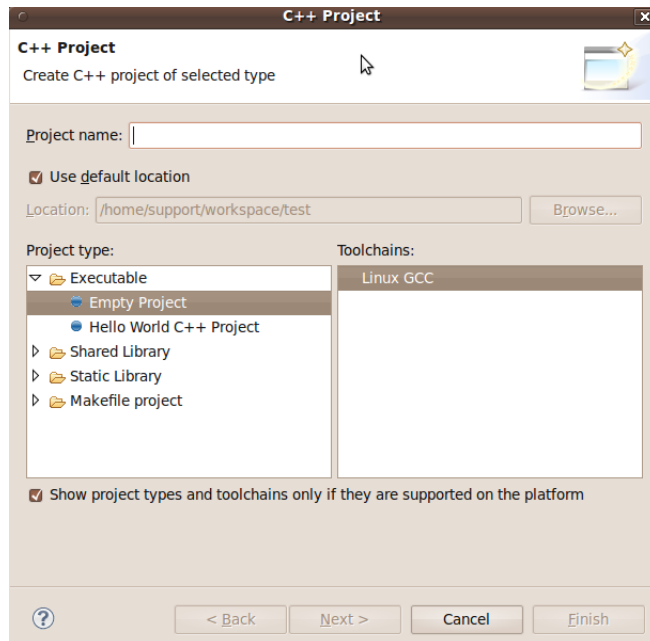 C++ Project
C++ Project
Create C++ project of selected type
Project name:
Use default location
Location: /home/support/workspace/test Browse...
Project type: Toolchains:
Executable Linux GCC
Empty Project
Hello World C++ Project
Shared Library
Static Library
Makefile project
Show project types and toolchains only if they are supported on the platform
? < Back Next > Cancel Finish